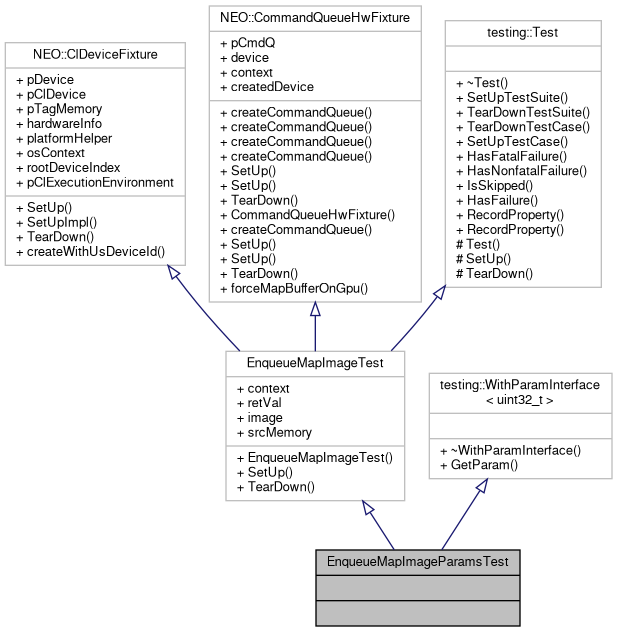 NEO::ClDeviceFixture
+ pDevice
+ pClDevice
+ pTagMemory
+ hardwareInfo
+ platformHelper
+ osContext
+ rootDeviceIndex
+ pClExecutionEnvironment
+ SetUp()
+ SetUpImpl()
+ TearDown()
+ createWithUsDeviceId()
NEO::CommandQueueHwFixture
+ pCmdQ
+ device
+ context
+ createdDevice
+ createCommandQueue()
+ createCommandQueue()
+ createCommandQueue()
+ createCommandQueue()
+ SetUp()
+ SetUp()
+ TearDown()
+ CommandQueueHwFixture()
+ createCommandQueue()
+ SetUp()
+ SetUp()
+ TearDown()
+ forceMapBufferOnGpu()
testing::Test
+ ~Test()
+ SetUpTestSuite()
+ TearDownTestSuite()
+ TearDownTestCase()
+ SetUpTestCase()
+ HasFatalFailure()
+ HasNonfatalFailure()
+ IsSkipped()
+ HasFailure()
+ RecordProperty()
+ RecordProperty()
# Test()
# SetUp()
# TearDown()
EnqueueMapImageTest
+ context
+ retVal
+ image
+ srcMemory
+ EnqueueMapImageTest()
+ SetUp()
+ TearDown()
testing::WithParamInterface
< uint32_t >
+ ~WithParamInterface()
+ GetParam()
EnqueueMapImageParamsTest